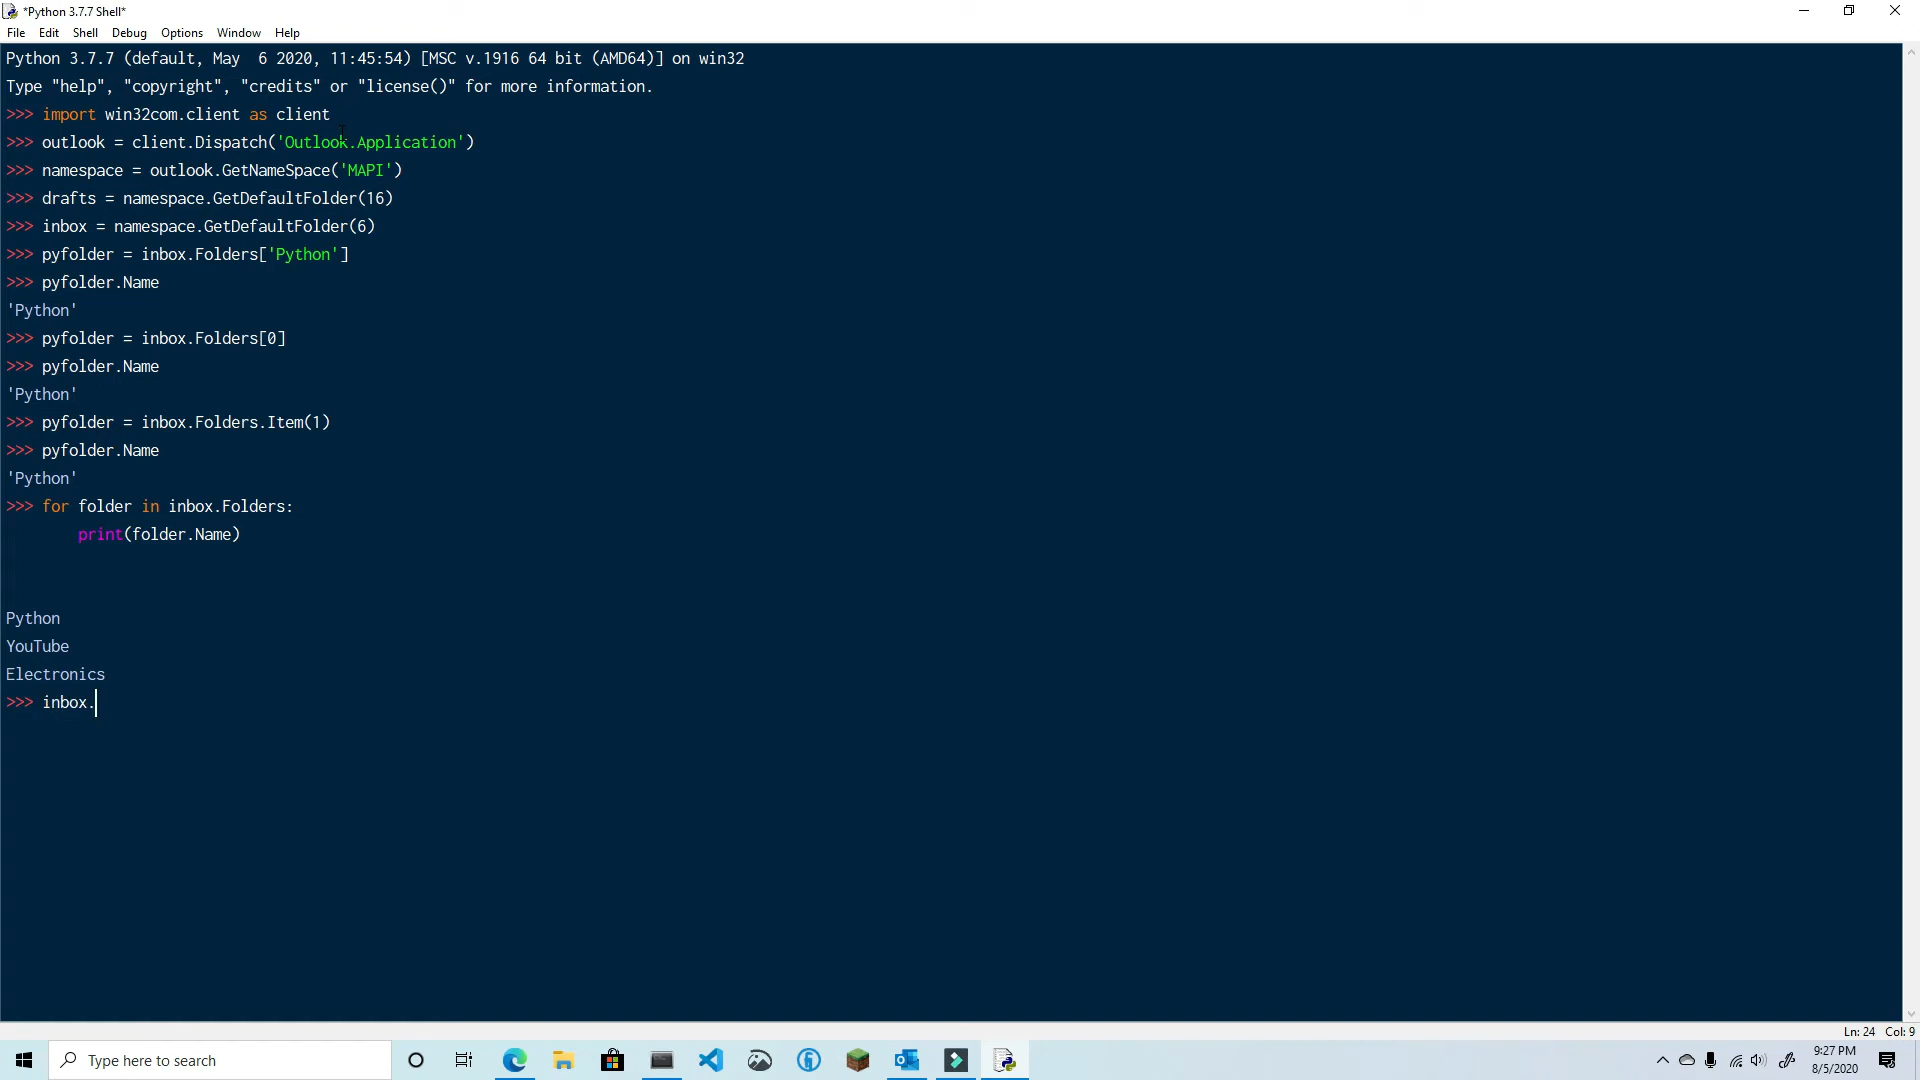 *Python 3.7.7 Shell*
File Edit Shell Debug Options Window Help
Python 3.7.7 (default, May  6 2020, 11:45:54) [MSC v.1916 64 bit (AMD64)] on win32
Type "help", "copyright", "credits" or "license()" for more information.
>>> import win32com.client as client
>>> outlook = client.Dispatch('Outlook.Application')
>>> namespace = outlook.GetNameSpace('MAPI')
>>> drafts = namespace.GetDefaultFolder(16)
>>> inbox = namespace.GetDefaultFolder(6)
>>> pyfolder = inbox.Folders['Python']
>>> pyfolder.Name
'Python'
>>> pyfolder = inbox.Folders[0]
>>> pyfolder.Name
'Python'
>>> pyfolder = inbox.Folders.Item(1)
>>> pyfolder.Name
'Python'
>>> for folder in inbox.Folders:
        print(folder.Name)
Python
YouTube
Electronics
>>> inbox.
Ln: 24 Col: 9
Type here to search
9:27 PM
8/5/2020